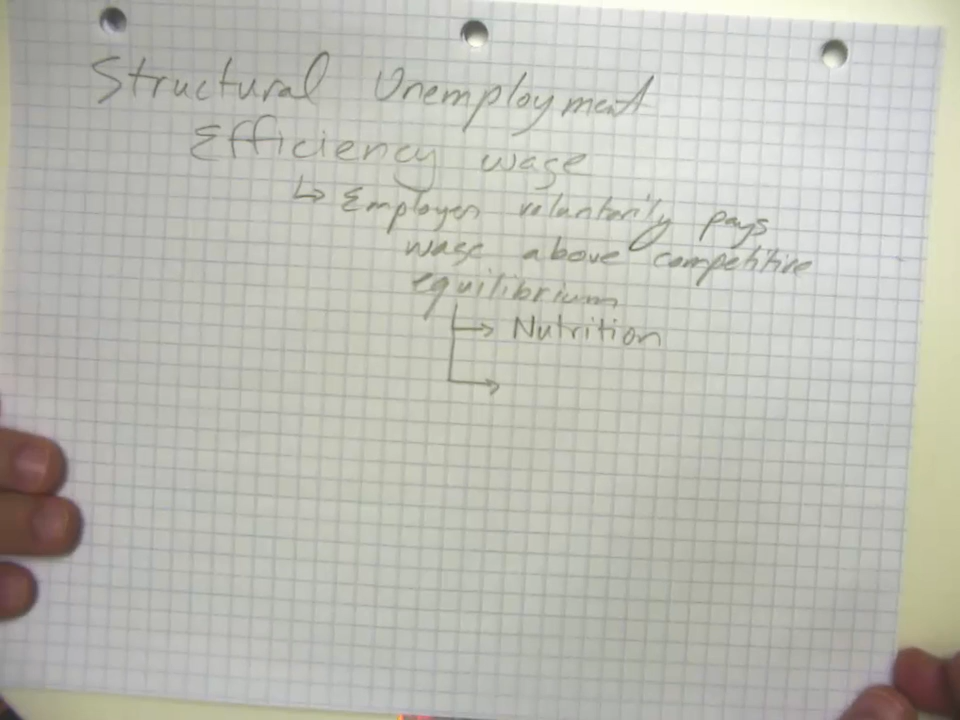 Structural Unemployment
Efficiency wage
↳ Employer voluntarily pays
wage above competitive
equilibrium
→ Nutrition
→